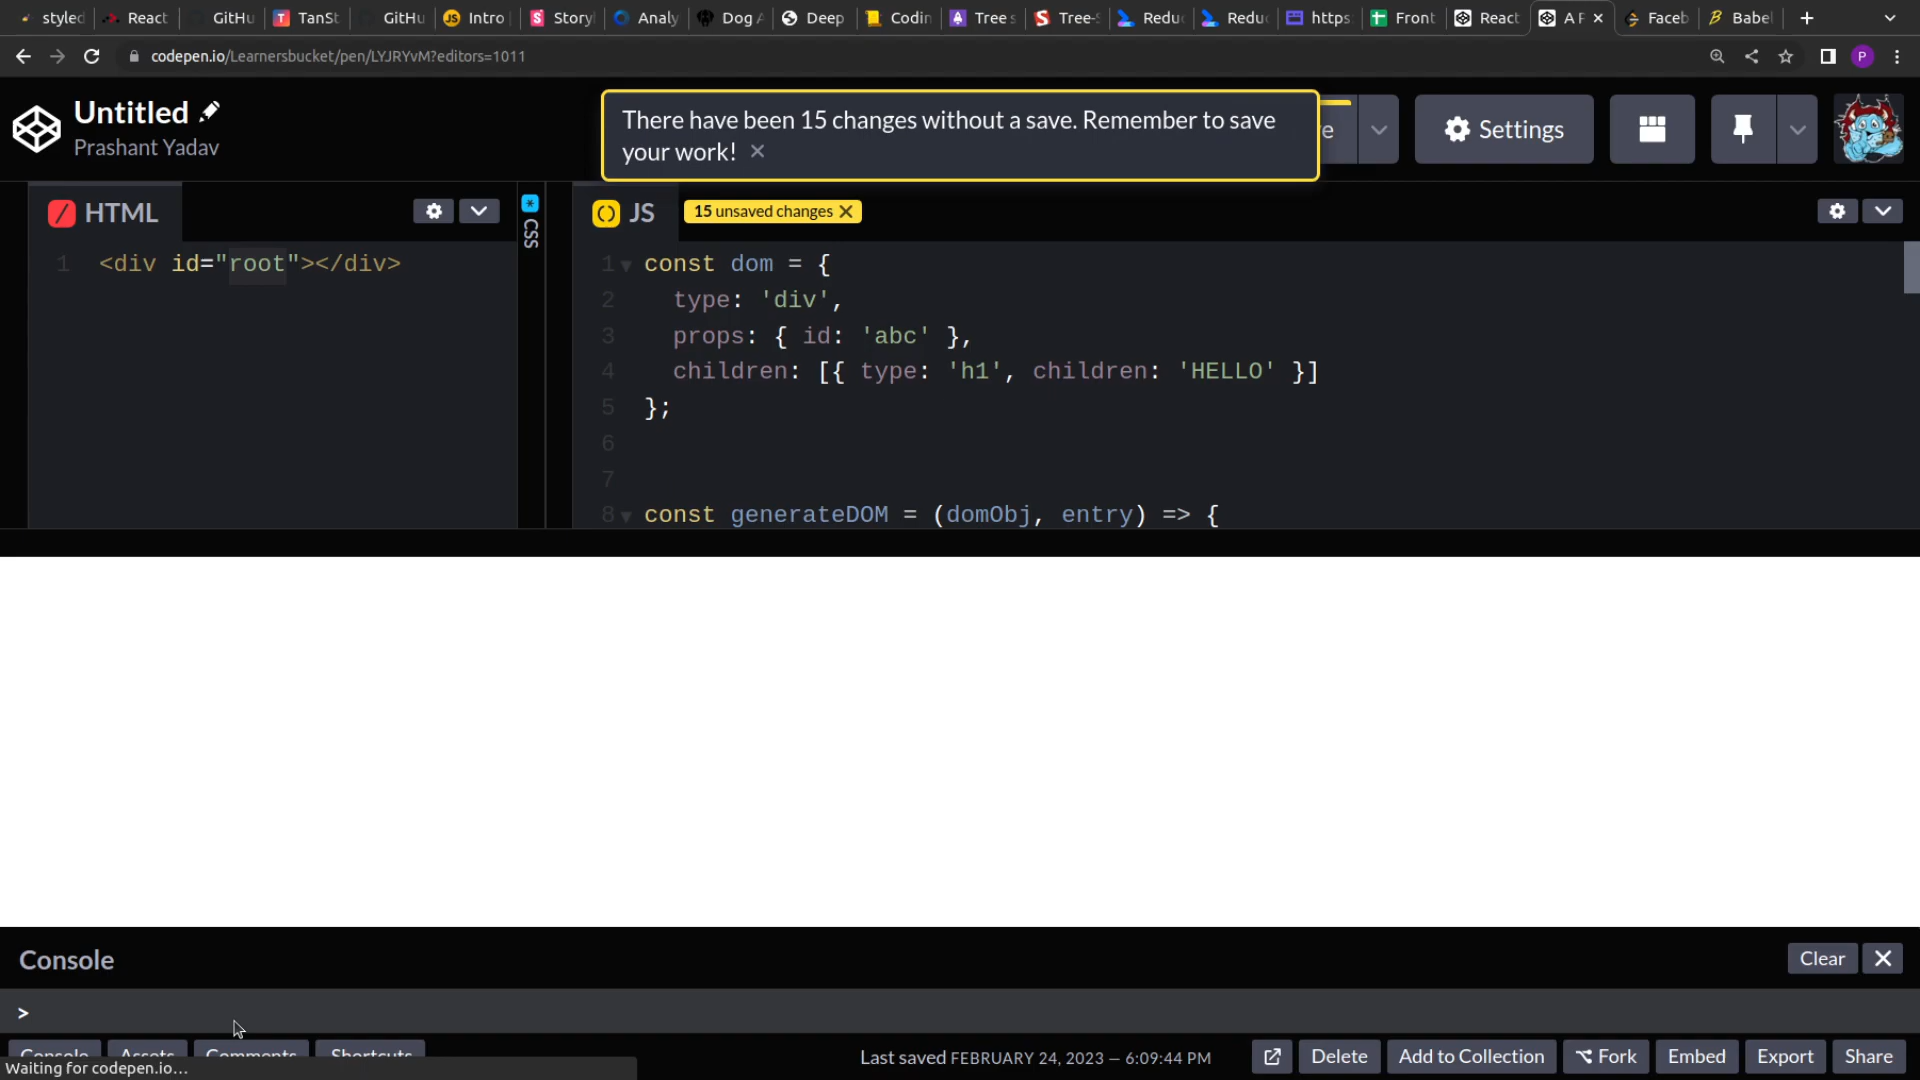 styled
React
GitHu
TanSt
GitHu
JS Intro
Story
Analy
Dog A
Deep
Codin
Tree s
Tree-S
Redu
Redu
https:
Front
React
A P
Faceb
Babel
codepen.io/Learnersbucket/pen/LYJRYvM?editors=1011
P
Untitled
Prashant Yadav
There have been 15 changes without a save. Remember to save
your work!
Settings
HTML
CSS
JS
15 unsaved changes
1 <div id="root"></div>
1 const dom = {
2 type: 'div',
3 props: { id: 'abc' },
4 children: [{ type: 'h1', children: 'HELLO' }]
5 };
6
7
8 const generateDOM = (domObj, entry) => {
Console
Clear
>
Console
Assets
Comments
Shortcuts
Waiting for codepen.io...
Last saved FEBRUARY 24, 2023 — 6:09:44 PM
Delete
Add to Collection
Fork
Embed
Export
Share